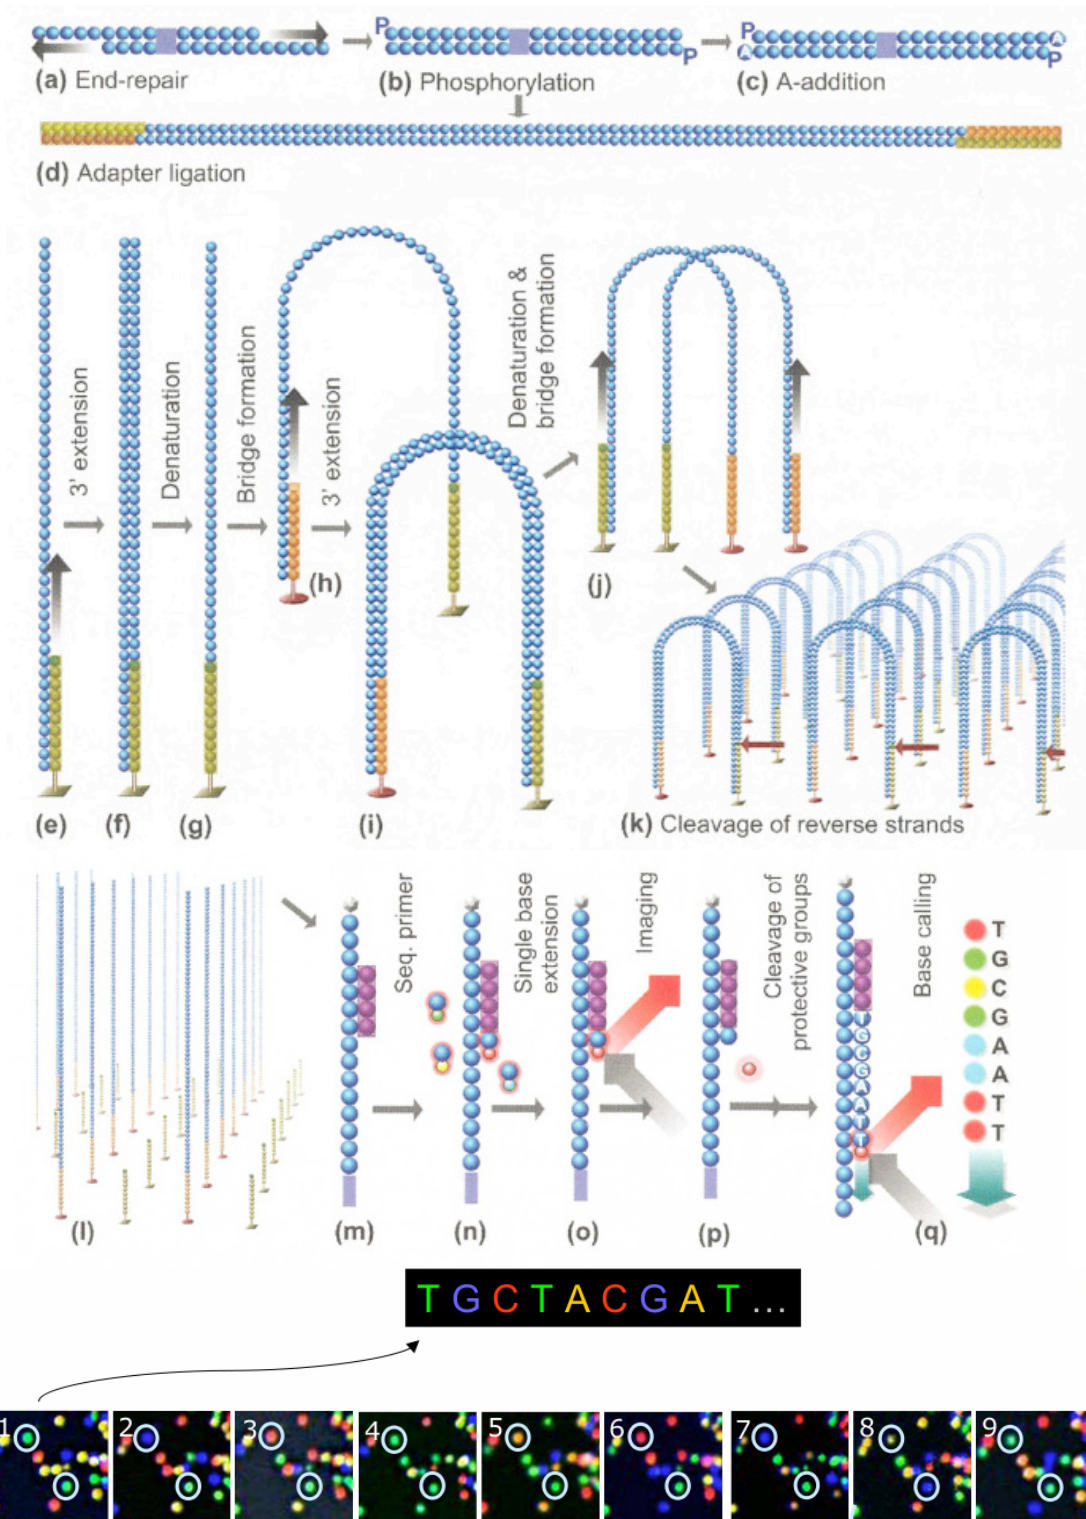 P P P A A P
(a) End-repair (b) Phosphorylation (c) A-addition
(d) Adapter ligation
3' extension
Denaturation
Bridge formation
3' extension
Denaturation &
bridge formation
(h)
(j)
(e) (f) (g) (i) (k) Cleavage of reverse strands
Seq. primer
Single base
extension
Imaging
Cleavage of
protective groups
Base calling
T
G
C
G
A
A
T
T
T
G
C
G
A
A
T
T
(l) (m) (n) (o) (p) (q)
T G C T A C G A T ...
1 2 3 4 5 6 7 8 9